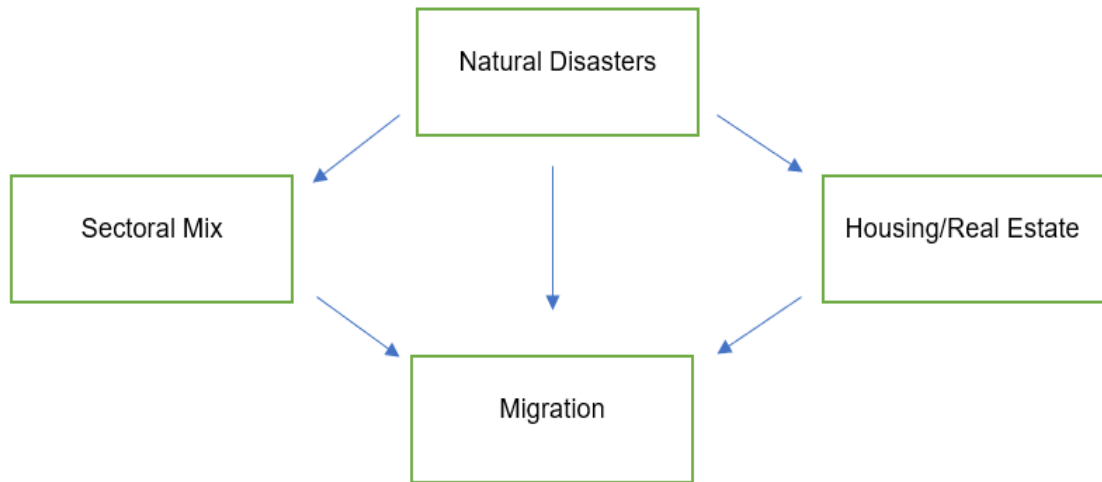 Natural Disasters
Sectoral Mix
Housing/Real Estate
Migration